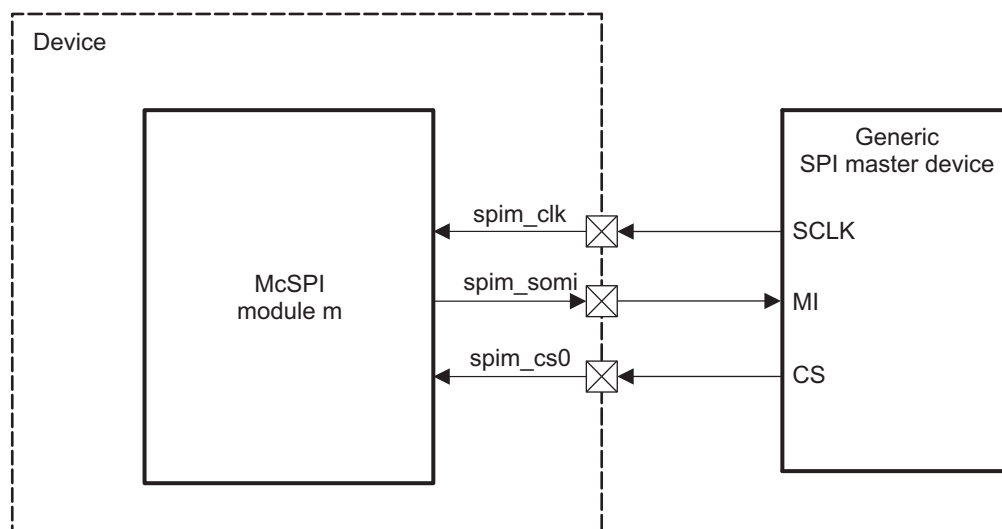 Device
Generic
SPI master device
spim_clk
SCLK
McSPI
module m
spim_somi
MI
spim_cs0
CS